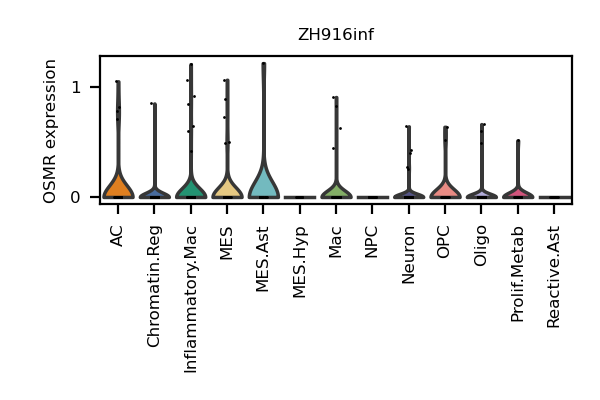 ZH916inf
OSMR expression
1
0
AC
Chromatin.Reg
Inflammatory.Mac
MES
MES.Ast
MES.Hyp
Mac
NPC
Neuron
OPC
Oligo
Prolif.Metab
Reactive.Ast